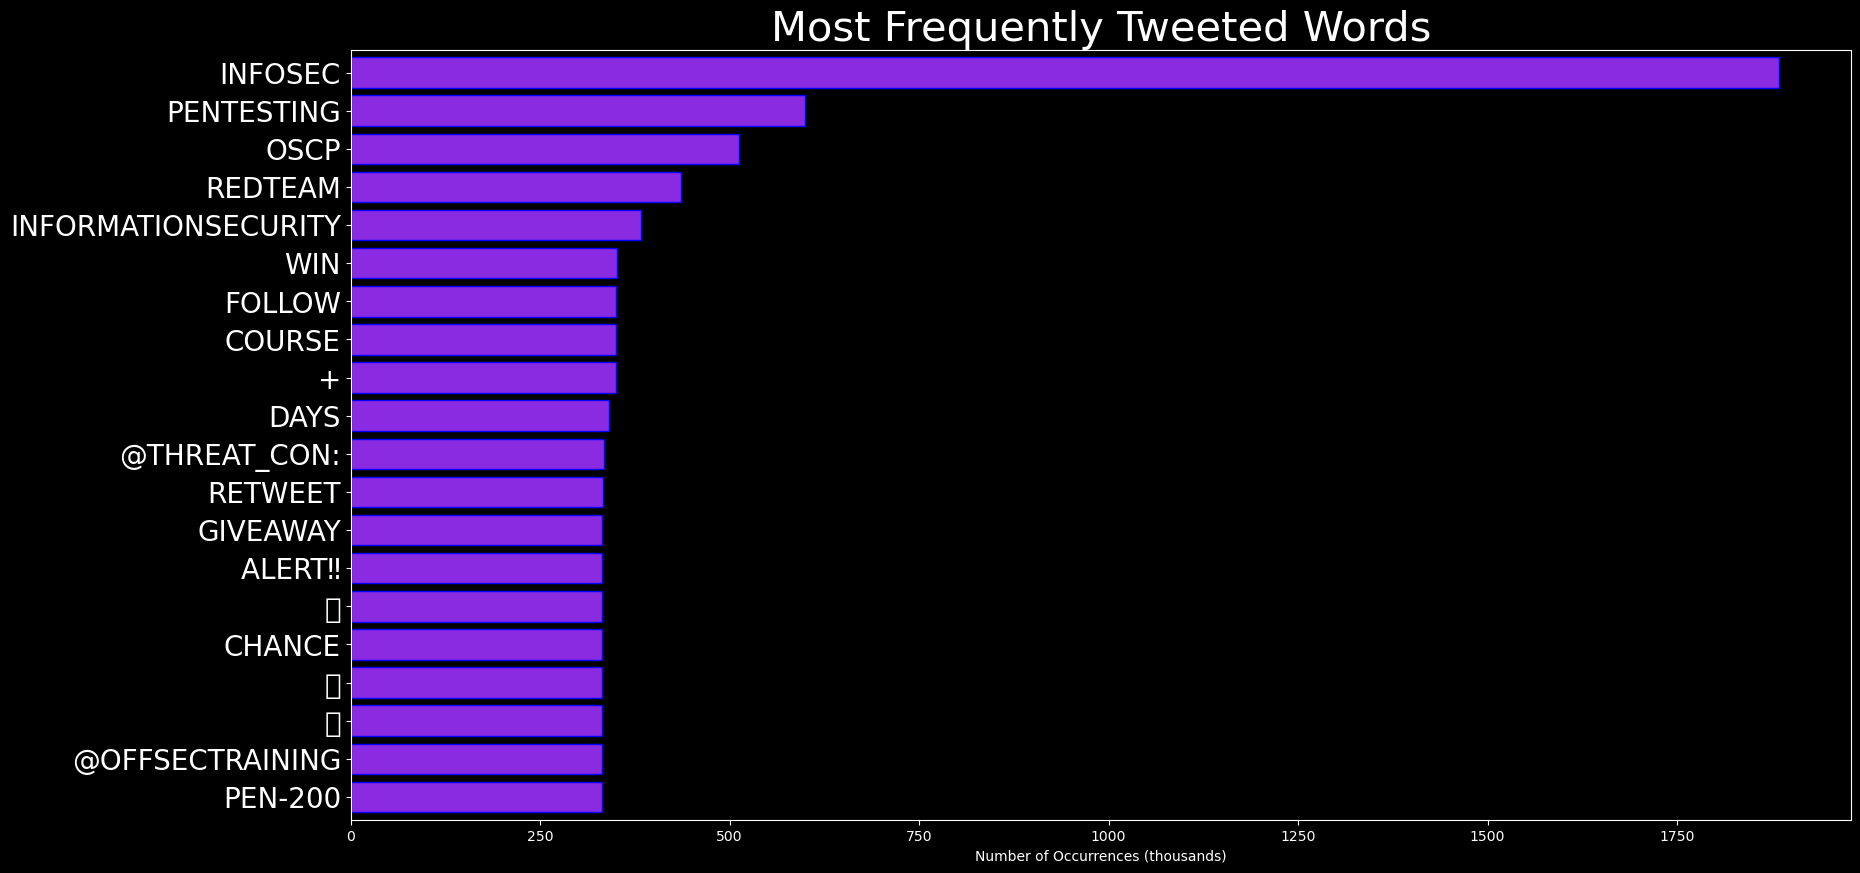 Most Frequently Tweeted Words
INFOSEC
PENTESTING
OSCP
REDTEAM
INFORMATIONSECURITY
WIN
FOLLOW
COURSE
+
DAYS
@THREAT_CON:
RETWEET
GIVEAWAY
ALERT‼
CHANCE
@OFFSECTRAINING
PEN-200
0 250 500 750 1000 1250 1500 1750
Number of Occurrences (thousands)